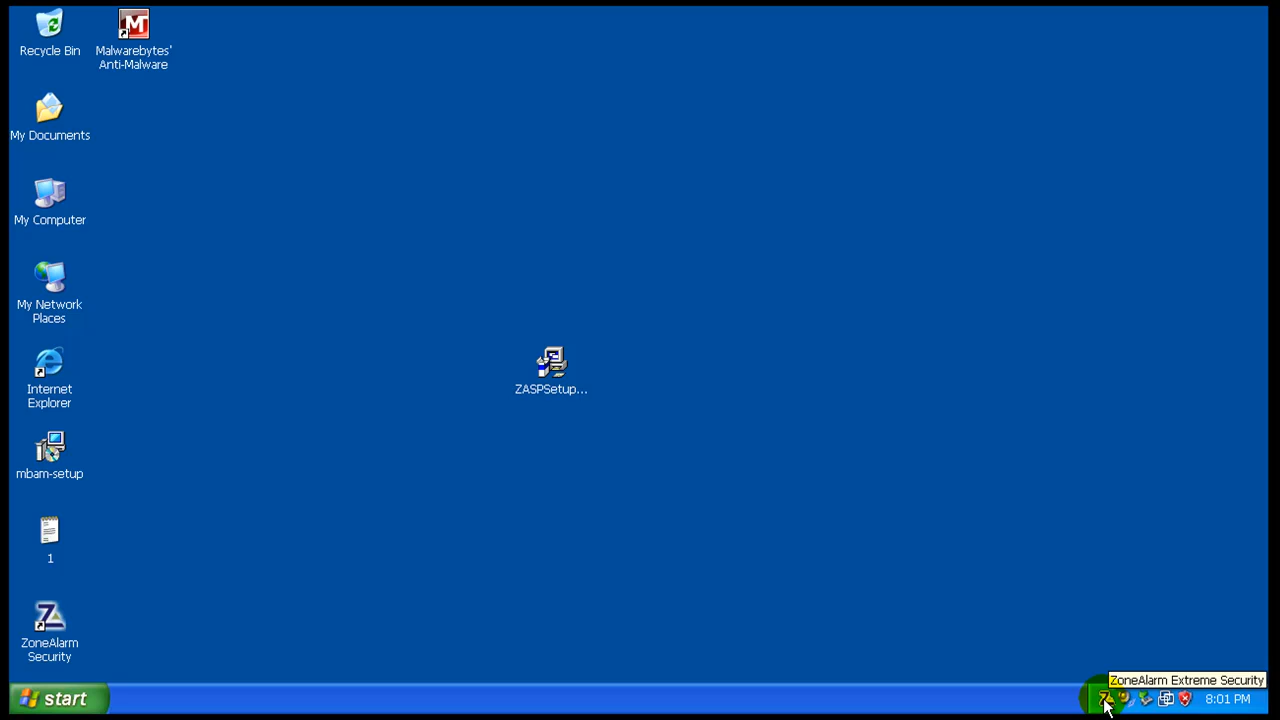 Recycle Bin
Malwarebytes'
Anti-Malware
My Documents
My Computer
My Network
Places
Internet
Explorer
mbam-setup
1
ZoneAlarm
Security
ZASPSetup...
ZoneAlarm Extreme Security
start
8:01 PM